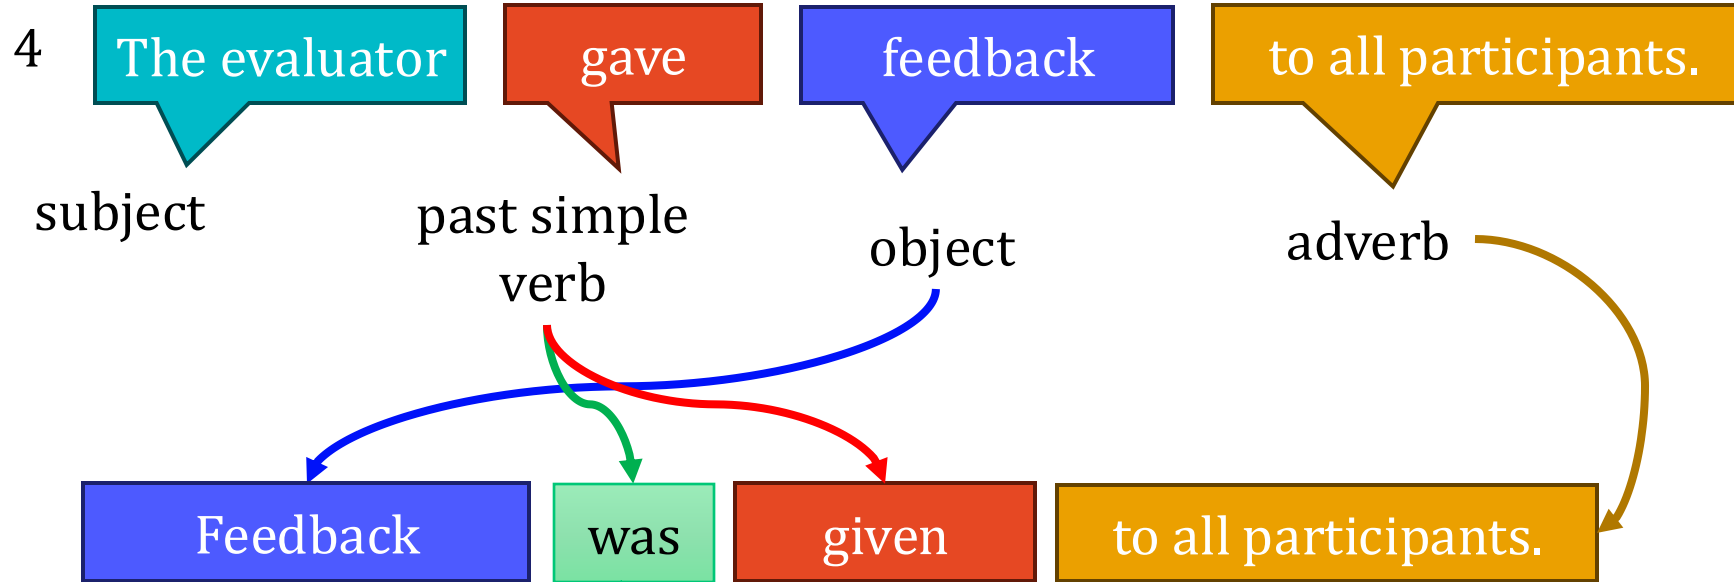 4 The evaluator gave feedback to all participants.
subject past simple verb object adverb
Feedback was given to all participants.